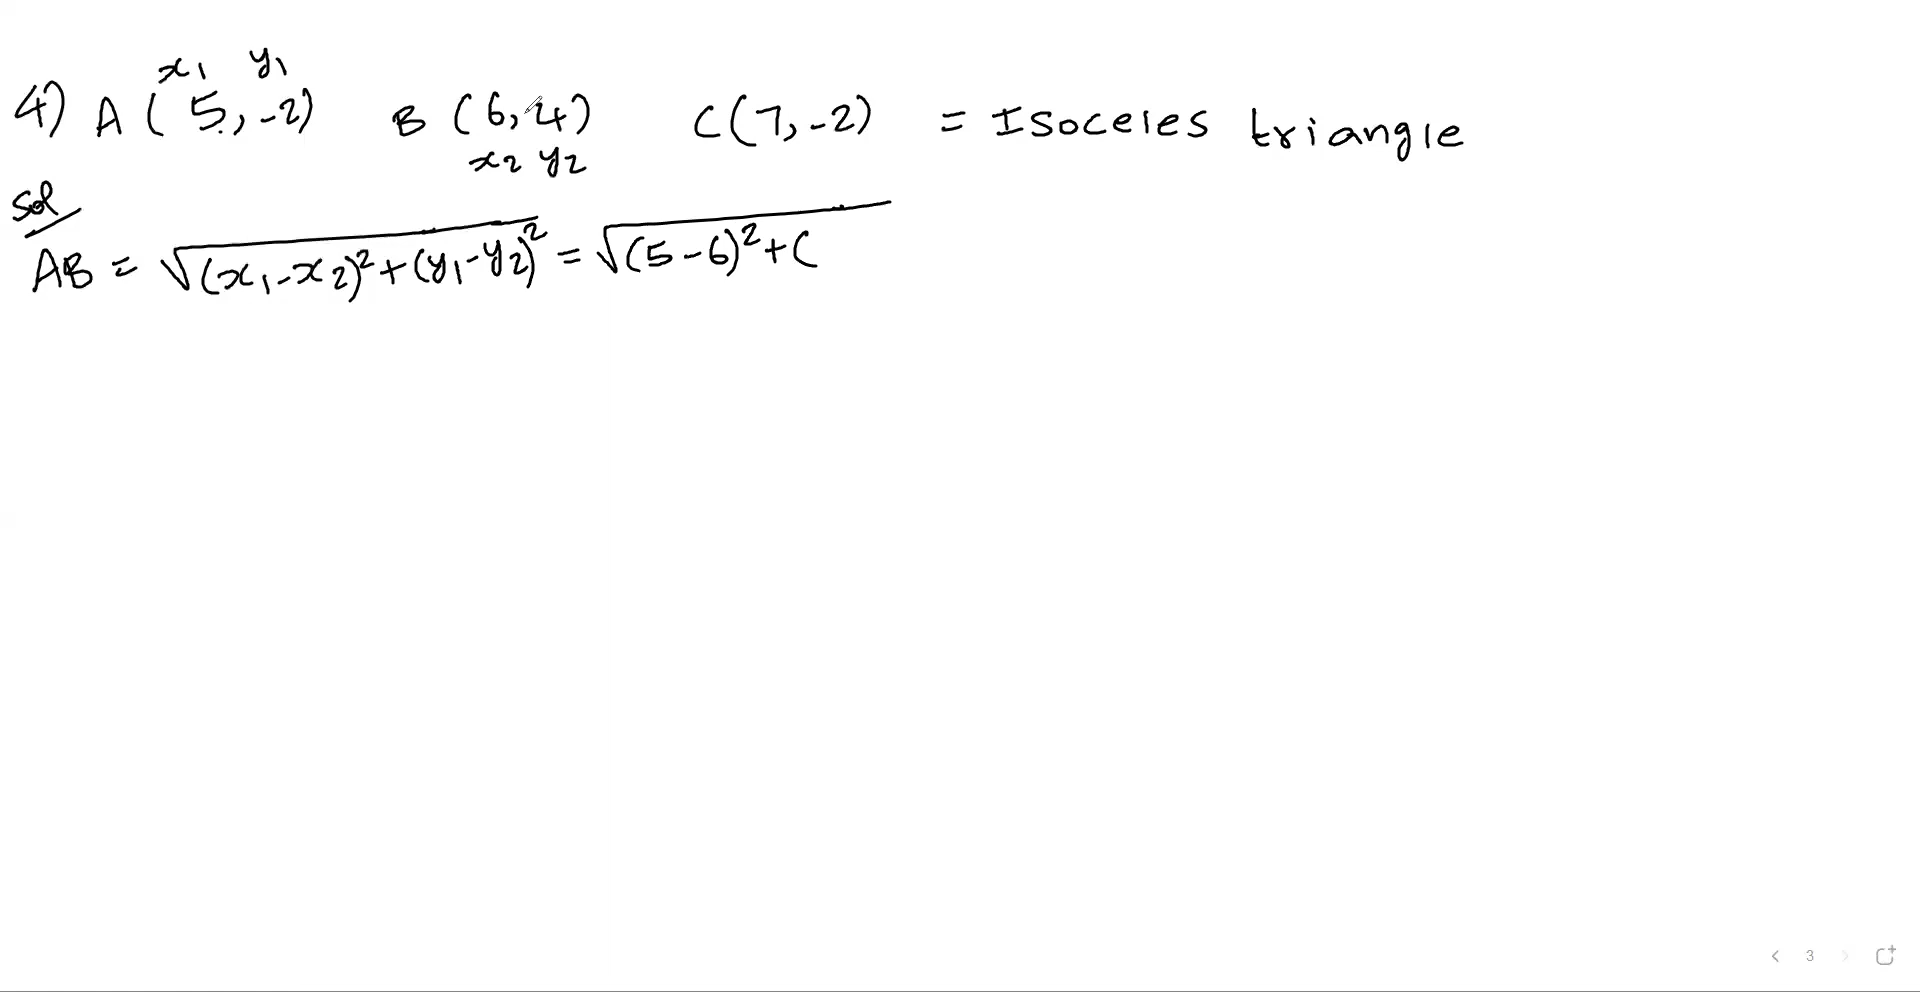 x1 y1
4) A ( 5, -2) B (6, 4) C(7, -2) = Isoceles triangle
x2 y2
Sol
AB = √(x1-x2)²+(y1-y2)² = √(5-6)²+(
3